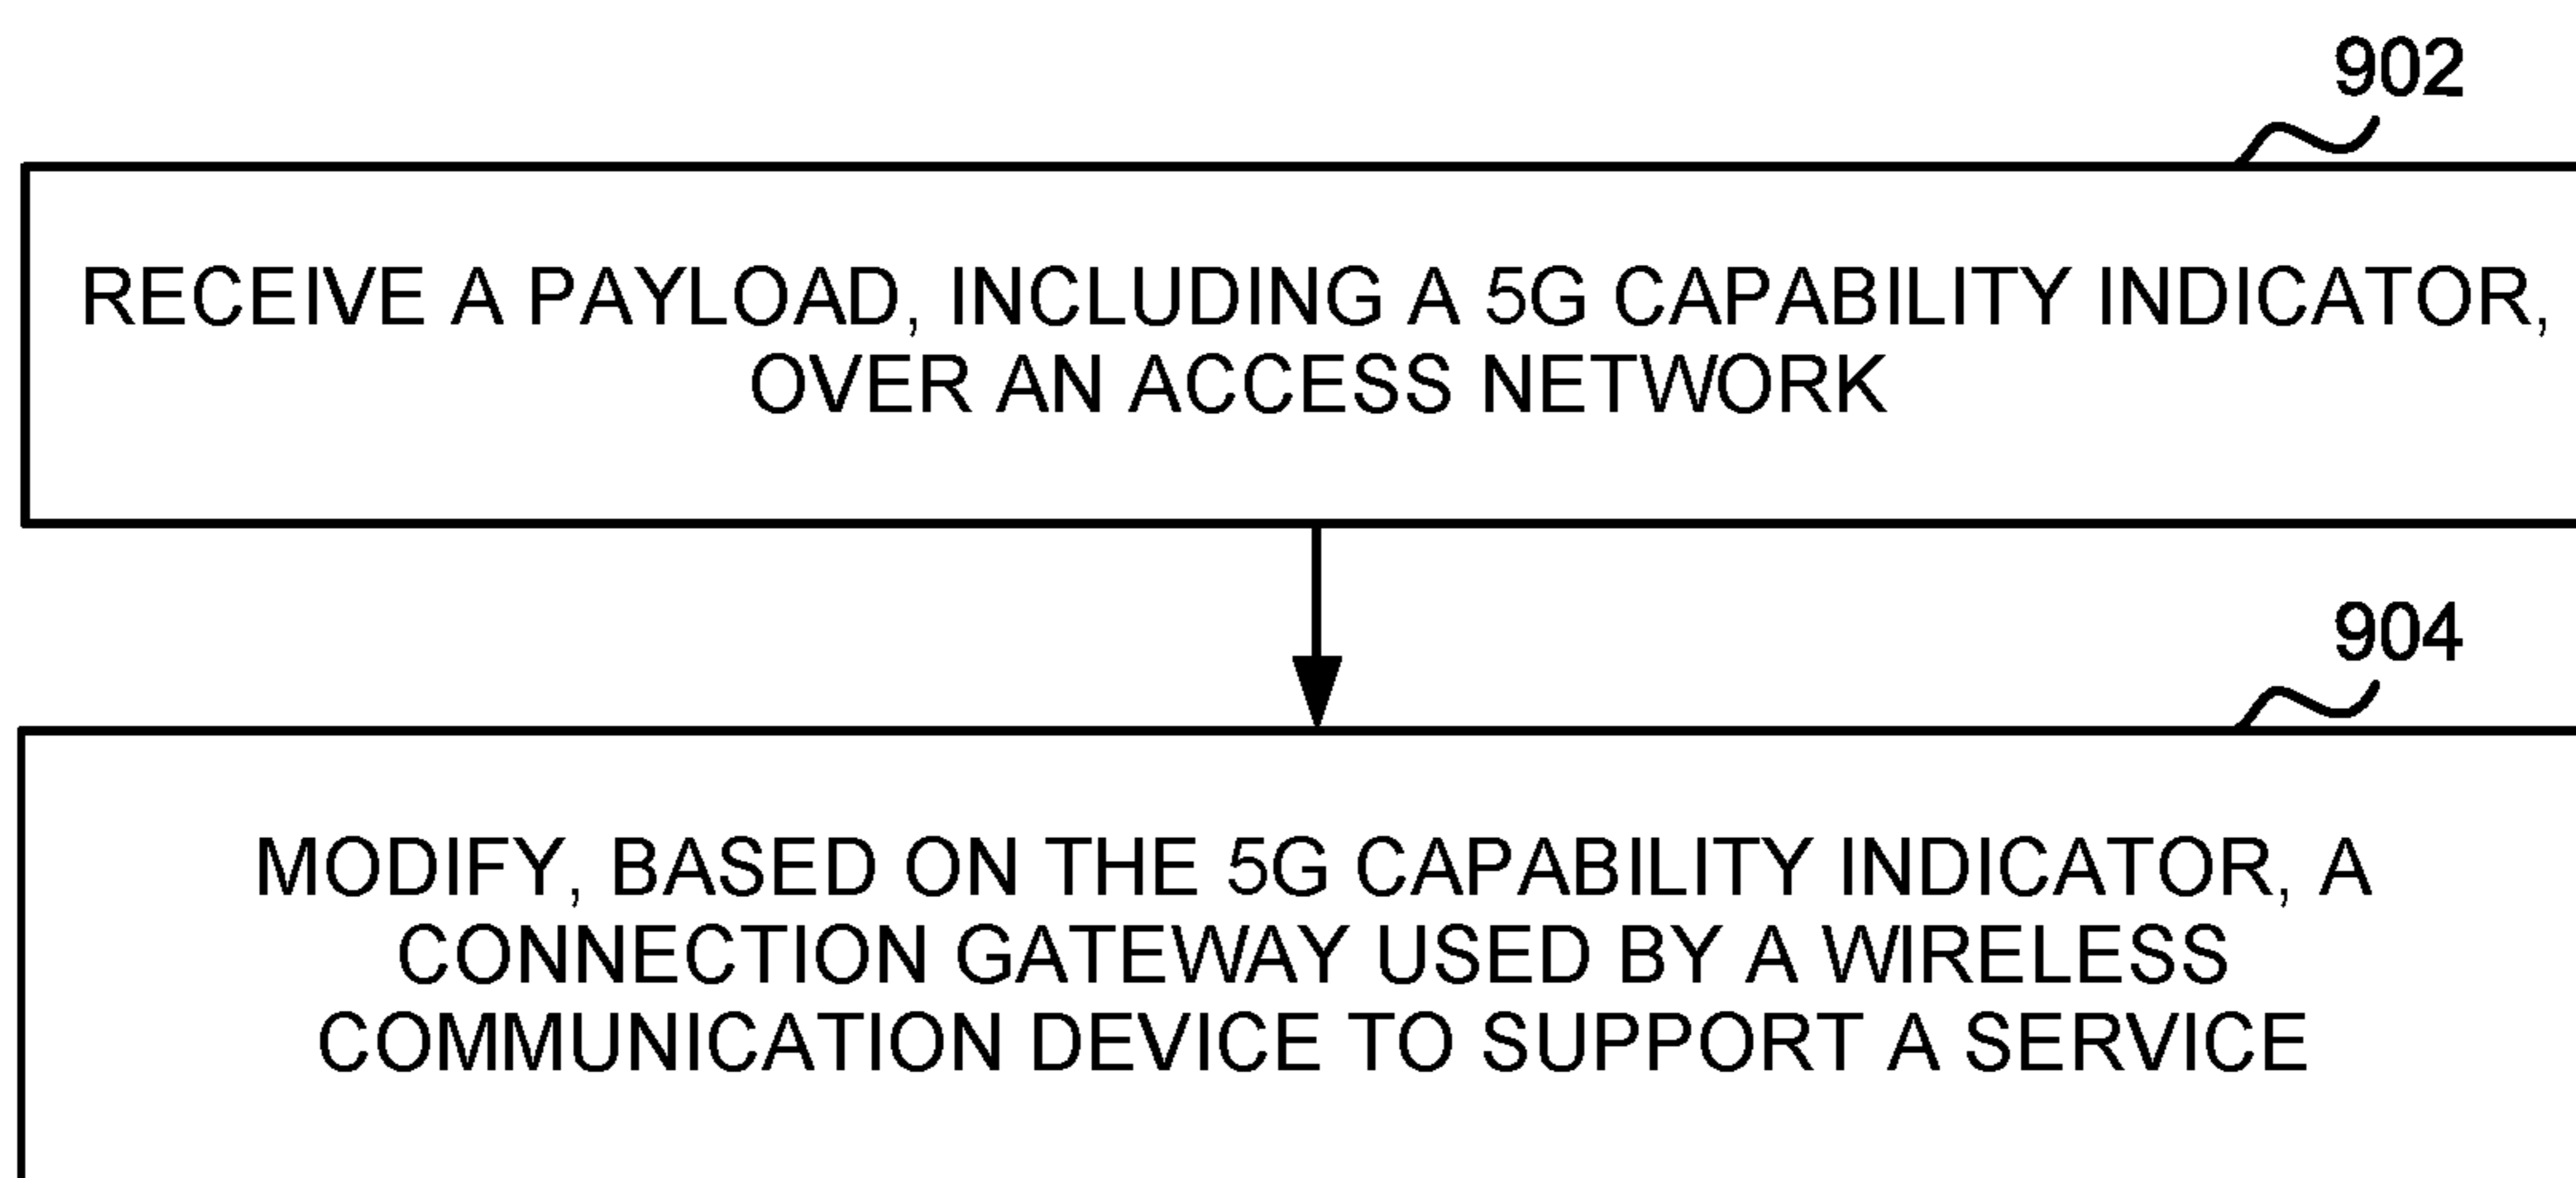 902
RECEIVE A PAYLOAD, INCLUDING A 5G CAPABILITY INDICATOR,
OVER AN ACCESS NETWORK
904
MODIFY, BASED ON THE 5G CAPABILITY INDICATOR, A
CONNECTION GATEWAY USED BY A WIRELESS
COMMUNICATION DEVICE TO SUPPORT A SERVICE